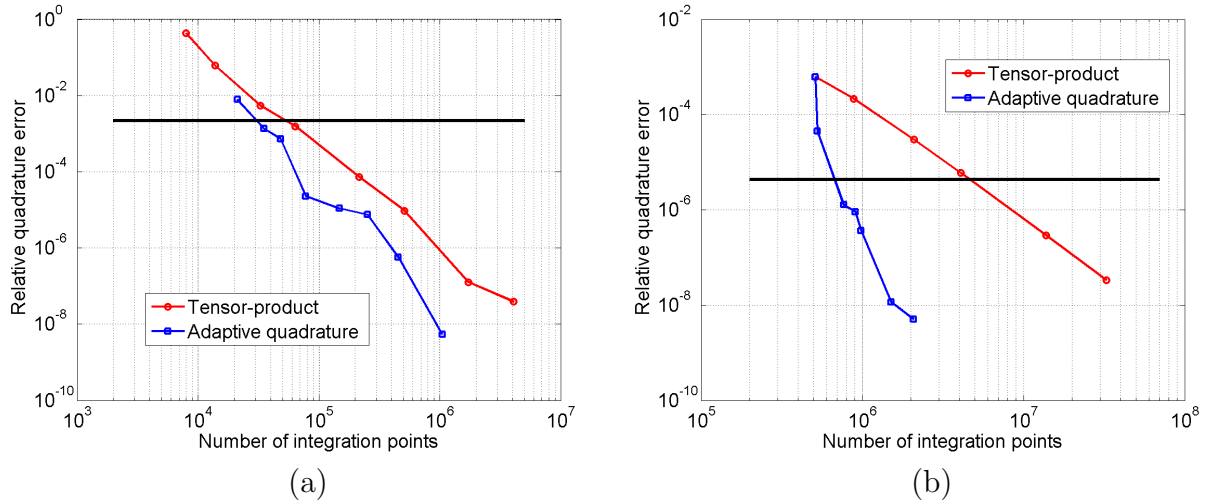 10^0
10^-2
10^-4
10^-6
10^-8
10^-10
Relative quadrature error
Tensor-product
Adaptive quadrature
10^3
10^4
10^5
10^6
10^7
Number of integration points
(a)
10^-2
10^-4
10^-6
10^-8
10^-10
Relative quadrature error
Tensor-product
Adaptive quadrature
10^5
10^6
10^7
10^8
Number of integration points
(b)